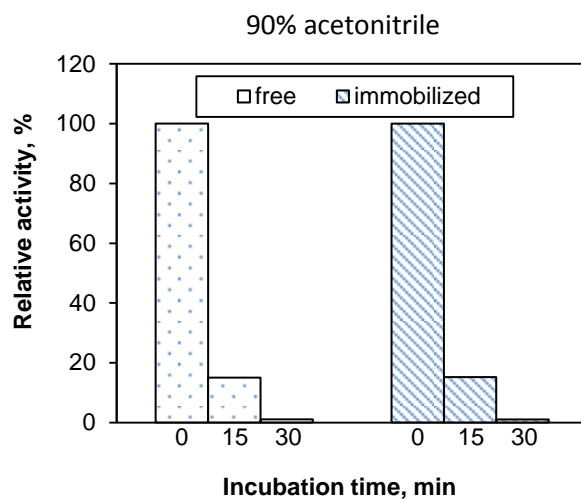 90% acetonitrile
120
free immobilized
100
80
60
40
20
0
Relative activity, %
0 15 30 0 15 30
Incubation time, min